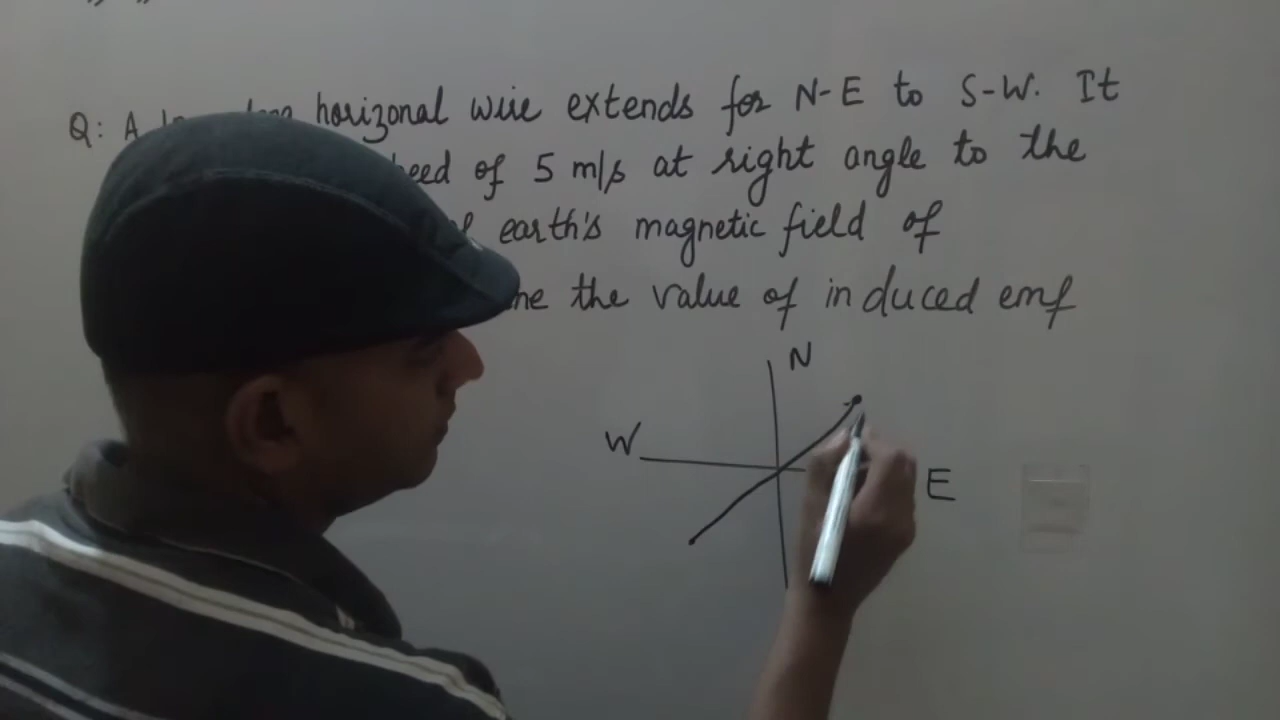 Q: A horizonal wire extends for N-E to S-W. It
of 5 m/s at right angle to the
earth's magnetic field of
the value of induced emf
N
W
E